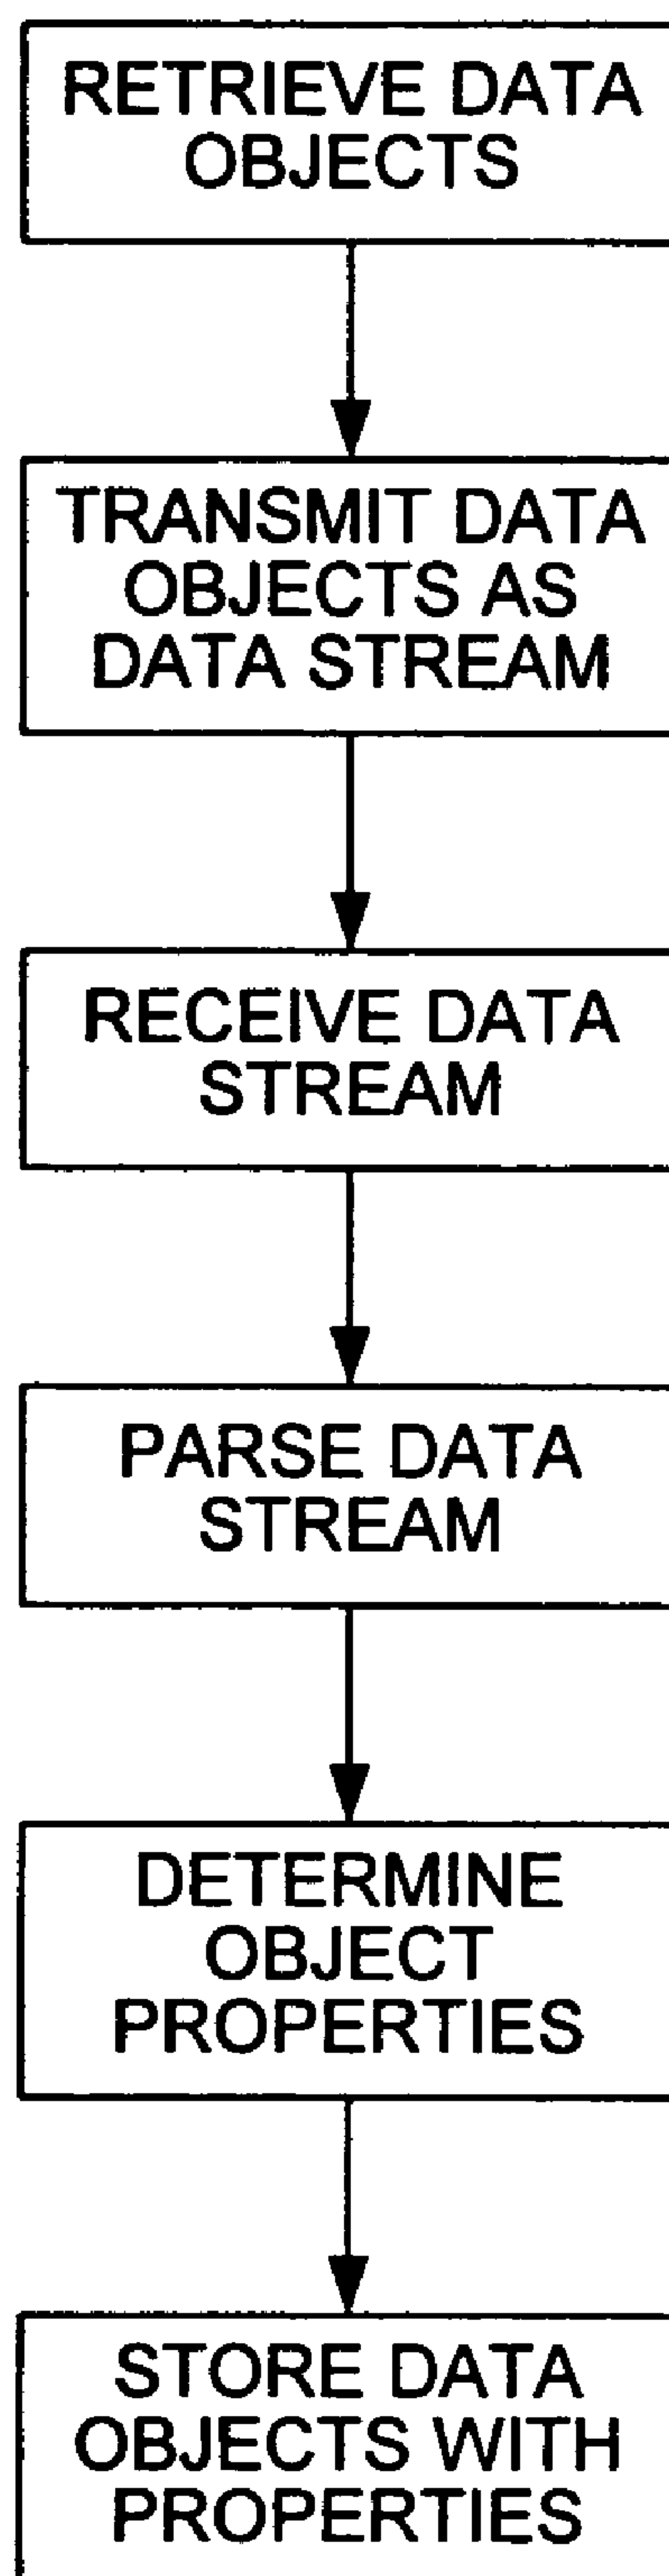 RETRIEVE DATA
OBJECTS
TRANSMIT DATA
OBJECTS AS
DATA STREAM
RECEIVE DATA
STREAM
PARSE DATA
STREAM
DETERMINE
OBJECT
PROPERTIES
STORE DATA
OBJECTS WITH
PROPERTIES